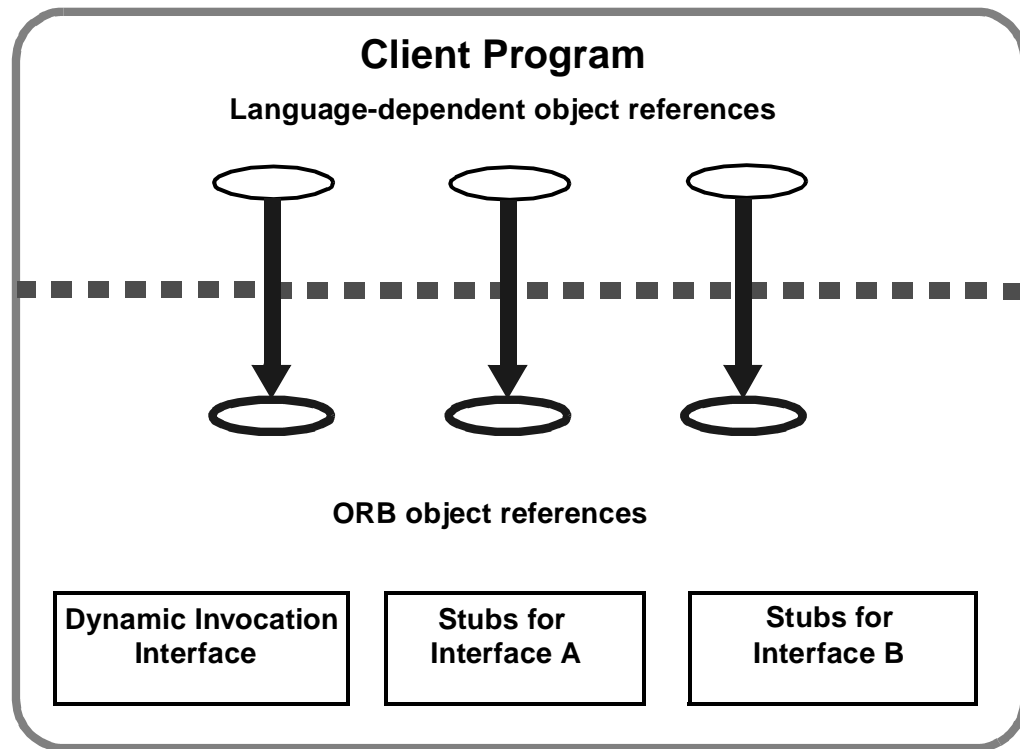 Client Program
Language-dependent object references
ORB object references
Dynamic Invocation
Interface
Stubs for
Interface A
Stubs for
Interface B